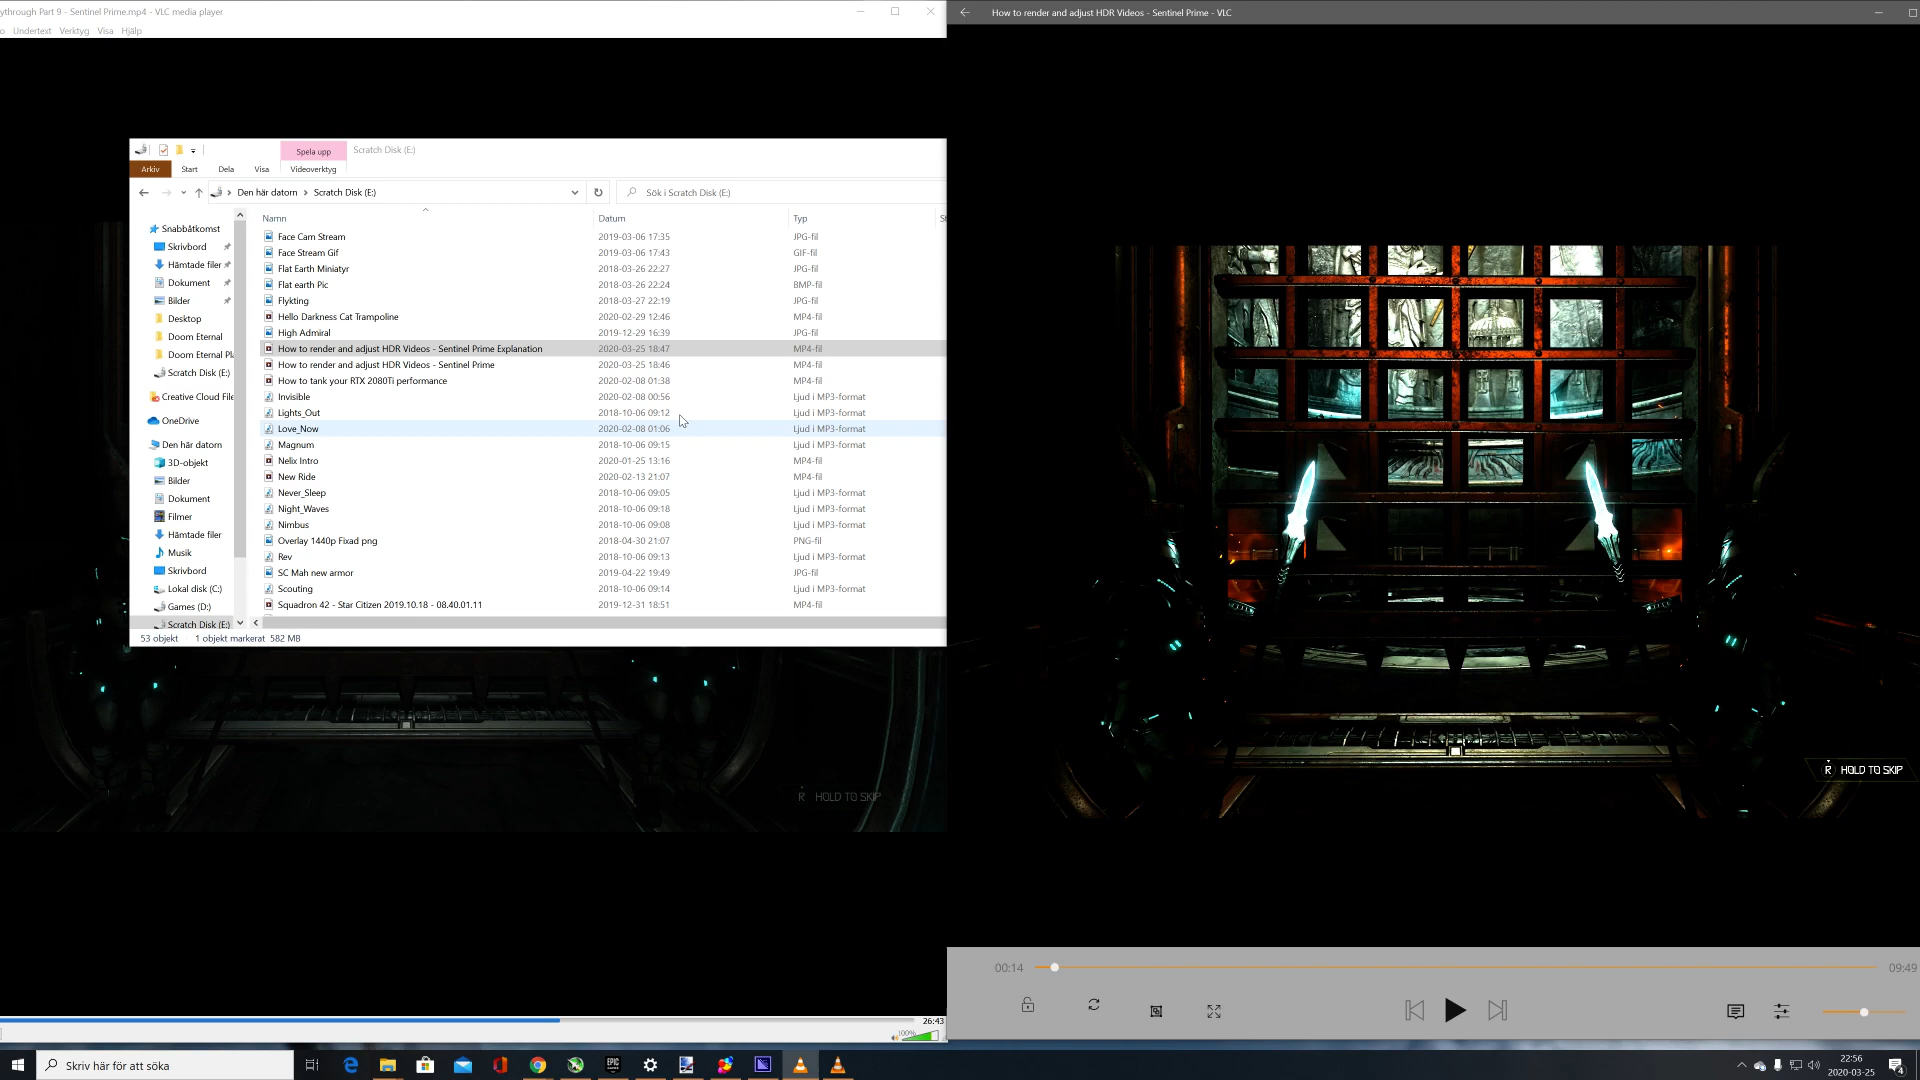 ythrough Part 9 - Sentinel Prime.mp4 - VLC media player
Undertext Verktyg Visa Hjälp
How to render and adjust HDR Videos - Sentinel Prime - VLC
Spela upp
Scratch Disk (E:)
Arkiv Start Dela Visa Videoverktyg
Den här datorn > Scratch Disk (E:)
Sök i Scratch Disk (E:)
Snabbåtkomst
Skrivbord
Hämtade filer
Dokument
Bilder
Desktop
Doom Eternal
Doom Eternal Pl
Scratch Disk (E:)
Creative Cloud File
OneDrive
Den här datorn
3D-objekt
Bilder
Dokument
Filmer
Hämtade filer
Musik
Skrivbord
Lokal disk (C:)
Games (D:)
Scratch Disk (E:)
Namn Datum Typ
Face Cam Stream 2019-03-06 17:35 JPG-fil
Face Stream Gif 2019-03-06 17:43 GIF-fil
Flat Earth Miniatyr 2018-03-26 22:27 JPG-fil
Flat earth Pic 2018-03-26 22:24 BMP-fil
Flykting 2018-03-27 22:19 JPG-fil
Hello Darkness Cat Trampoline 2020-02-29 12:46 MP4-fil
High Admiral 2019-12-29 16:39 JPG-fil
How to render and adjust HDR Videos - Sentinel Prime Explanation 2020-03-25 18:47 MP4-fil
How to render and adjust HDR Videos - Sentinel Prime 2020-03-25 18:46 MP4-fil
How to tank your RTX 2080Ti performance 2020-02-08 01:38 MP4-fil
Invisible 2020-02-08 00:56 Ljud i MP3-format
Lights_Out 2018-10-06 09:12 Ljud i MP3-format
Love_Now 2020-02-08 01:06 Ljud i MP3-format
Magnum 2018-10-06 09:15 Ljud i MP3-format
Nelix Intro 2020-01-25 13:16 MP4-fil
New Ride 2020-02-13 21:07 MP4-fil
Never_Sleep 2018-10-06 09:05 Ljud i MP3-format
Night_Waves 2018-10-06 09:18 Ljud i MP3-format
Nimbus 2018-10-06 09:08 Ljud i MP3-format
Overlay 1440p Fixad png 2018-04-30 21:07 PNG-fil
Rev 2018-10-06 09:13 Ljud i MP3-format
SC Mah new armor 2019-04-22 19:49 JPG-fil
Scouting 2018-10-06 09:14 Ljud i MP3-format
Squadron 42 - Star Citizen 2019.10.18 - 08.40.01.11 2019-12-31 18:51 MP4-fil
53 objekt 1 objekt markerat 582 MB
R HOLD TO SKIP
R HOLD TO SKIP
00:14
09:49
26:43
100%
Skriv här för att söka
EPIC
22:56
2020-03-25
4